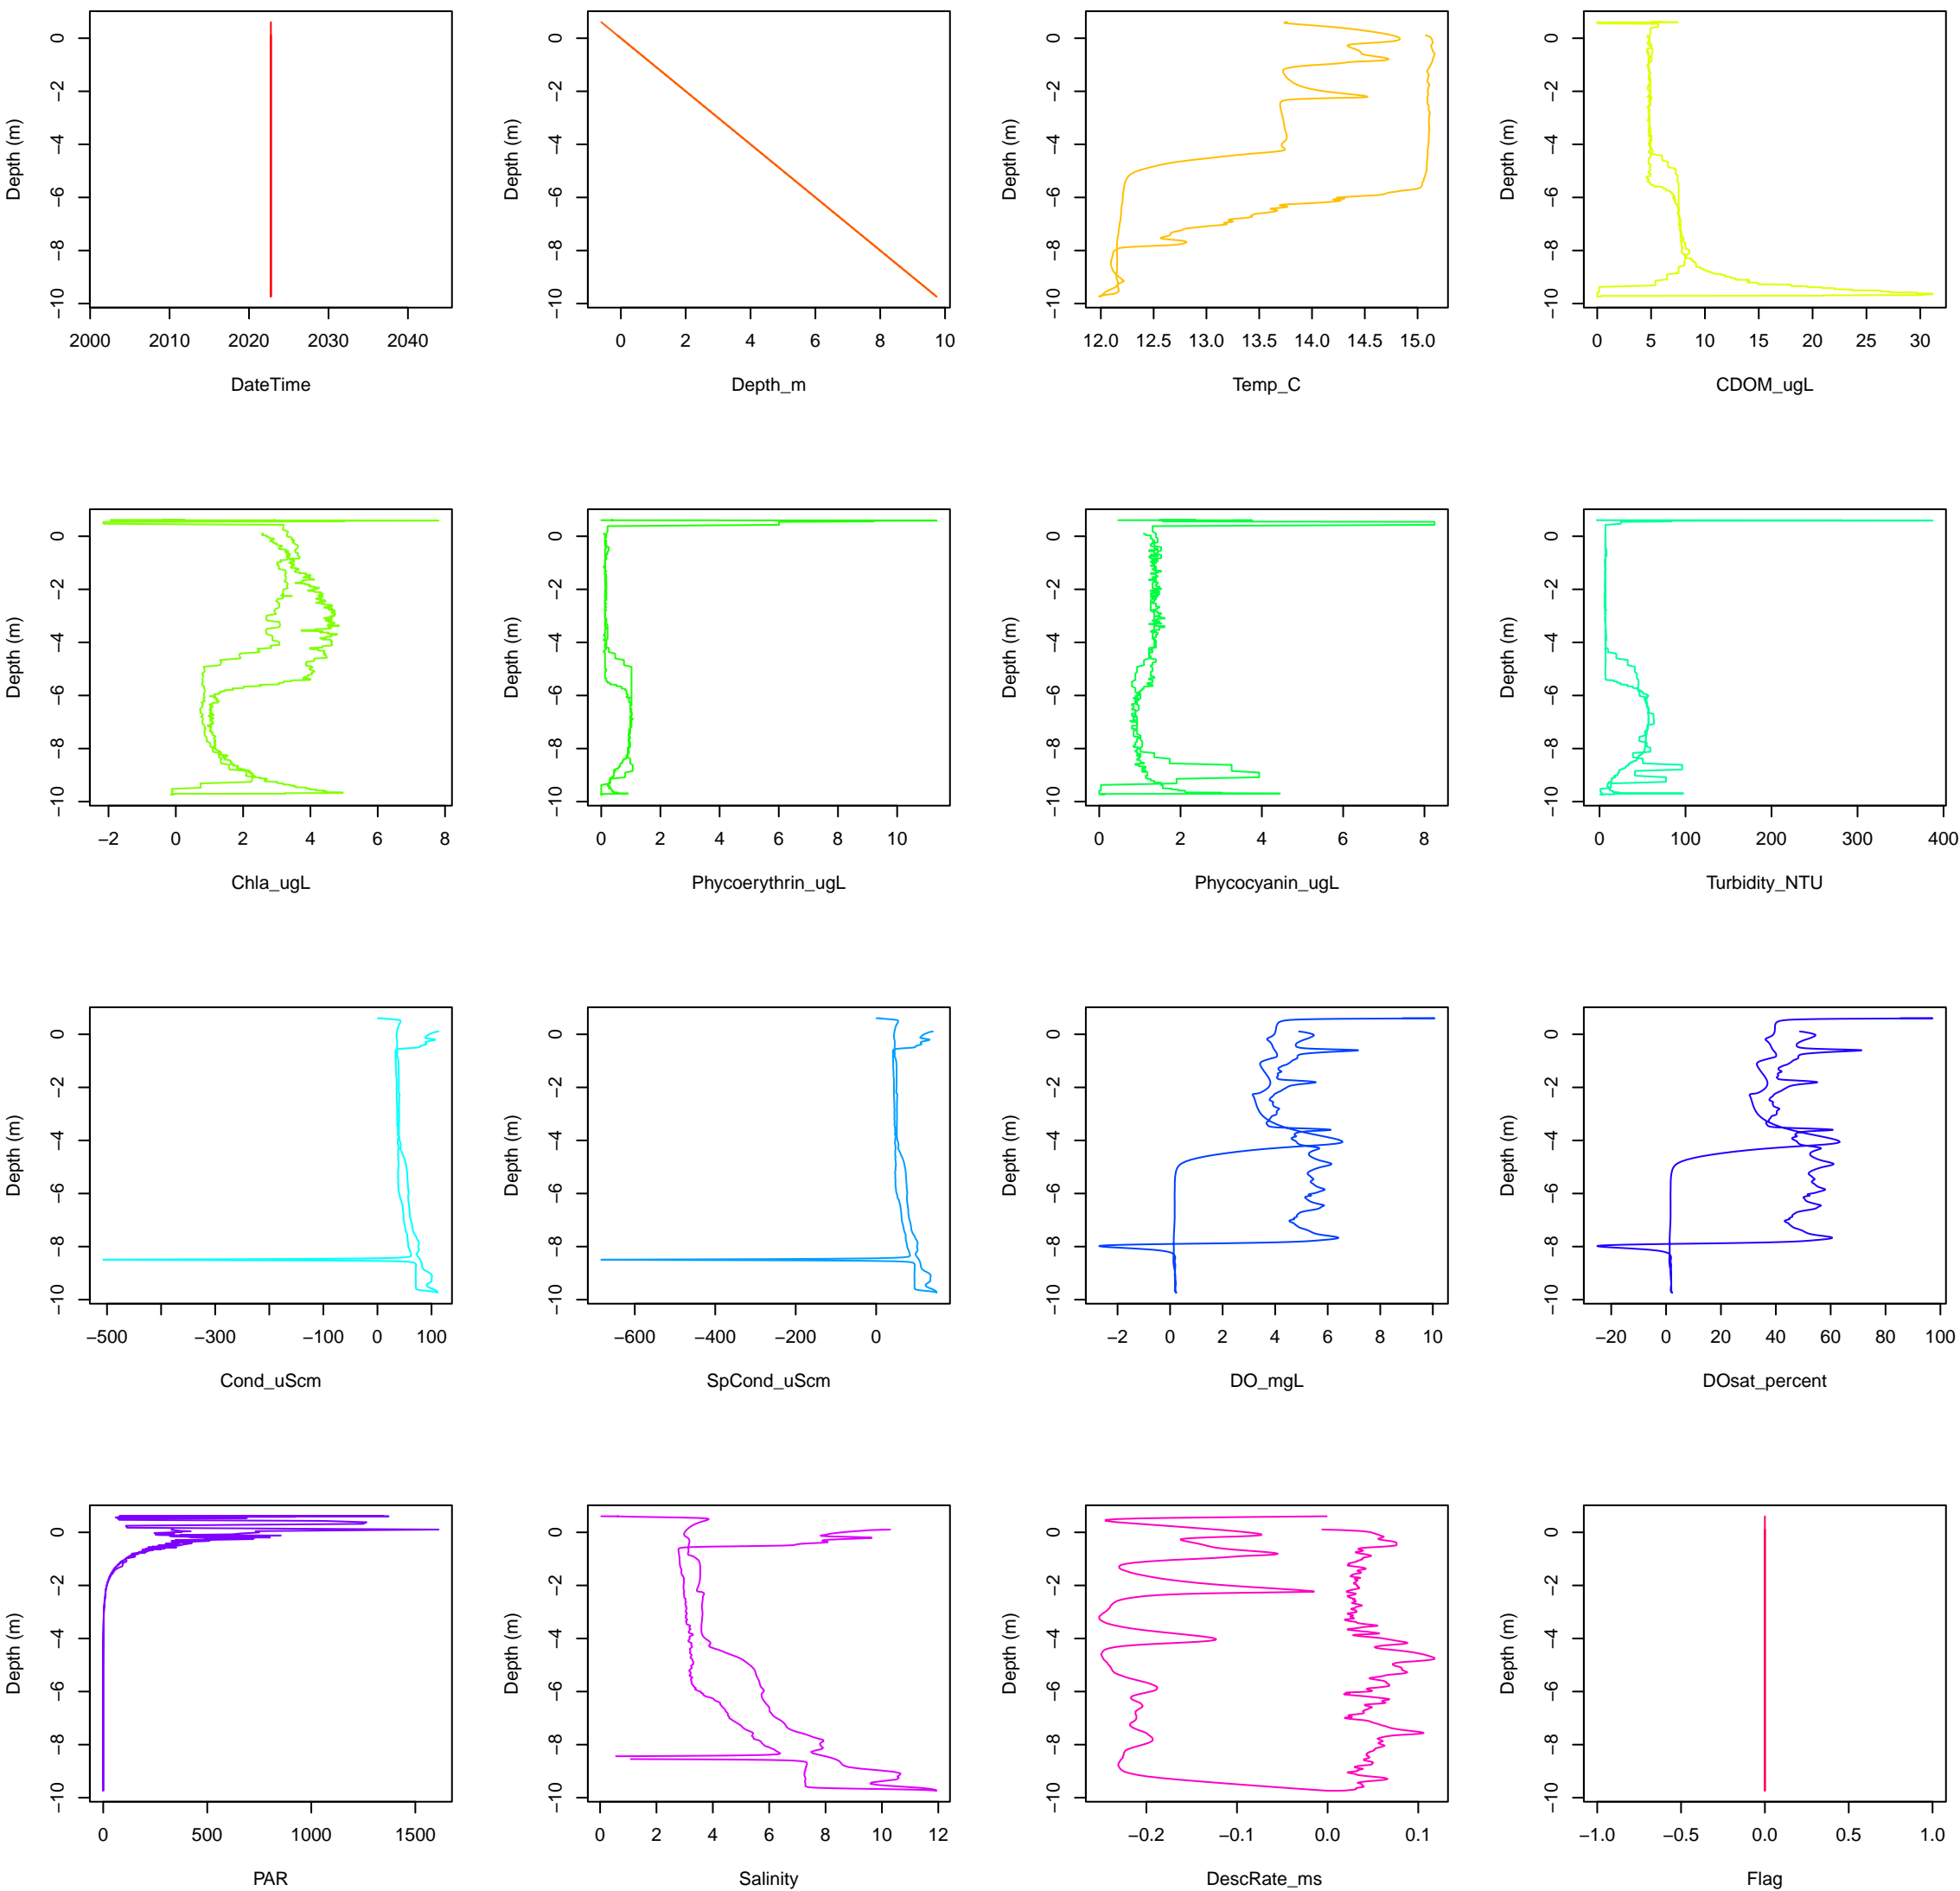 Depth (m)
0
−2
−4
−6
−8
−10
2000 2010 2020 2030 2040
DateTime
Depth (m)
0
−2
−4
−6
−8
−10
0 2 4 6 8 10
Depth_m
Depth (m)
0
−2
−4
−6
−8
−10
12.0 12.5 13.0 13.5 14.0 14.5 15.0
Temp_C
Depth (m)
0
−2
−4
−6
−8
−10
0 5 10 15 20 25 30
CDOM_ugL
Depth (m)
0
−2
−4
−6
−8
−10
−2 0 2 4 6 8
Chla_ugL
Depth (m)
0
−2
−4
−6
−8
−10
0 2 4 6 8 10
Phycoerythrin_ugL
Depth (m)
0
−2
−4
−6
−8
−10
0 2 4 6 8
Phycocyanin_ugL
Depth (m)
0
−2
−4
−6
−8
−10
0 100 200 300 400
Turbidity_NTU
Depth (m)
0
−2
−4
−6
−8
−10
−500 −300 −100 0 100
Cond_uScm
Depth (m)
0
−2
−4
−6
−8
−10
−600 −400 −200 0
SpCond_uScm
Depth (m)
0
−2
−4
−6
−8
−10
−2 0 2 4 6 8 10
DO_mgL
Depth (m)
0
−2
−4
−6
−8
−10
−20 0 20 40 60 80 100
DOsat_percent
Depth (m)
0
−2
−4
−6
−8
−10
0 500 1000 1500
PAR
Depth (m)
0
−2
−4
−6
−8
−10
0 2 4 6 8 10 12
Salinity
Depth (m)
0
−2
−4
−6
−8
−10
−0.2 −0.1 0.0 0.1
DescRate_ms
Depth (m)
0
−2
−4
−6
−8
−10
−1.0 −0.5 0.0 0.5 1.0
Flag